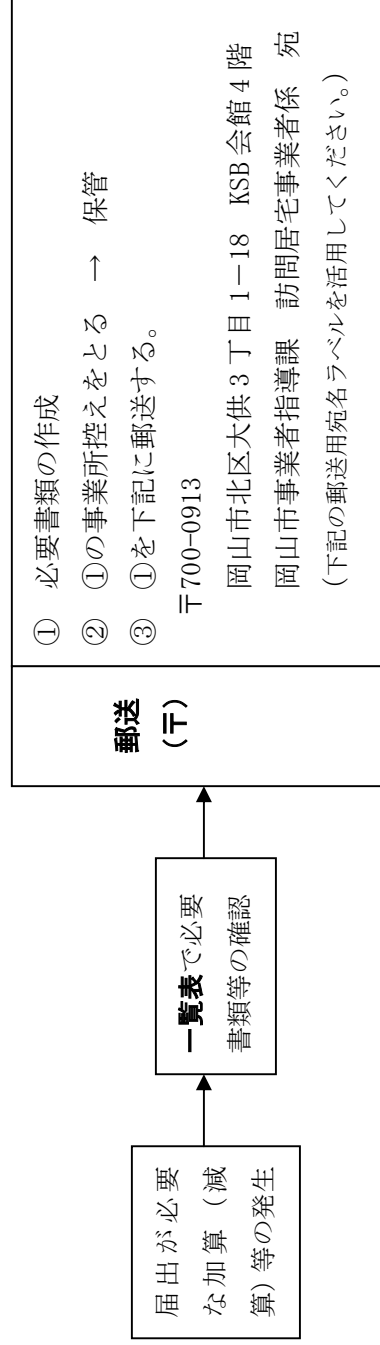 届出が必要
な加算（減
算）等の発生
一覧表で必要
書類等の確認
郵送
（〒）
① 必要書類の作成
② ①の事業所控えをとる → 保管
③ ①を下記に郵送する。
〒700-0913
岡山市北区大供３丁目１－18 KSB会館４階
岡山市事業者指導課 訪問居宅事業者係 宛
（下記の郵送用宛名ラベルを活用してください。）